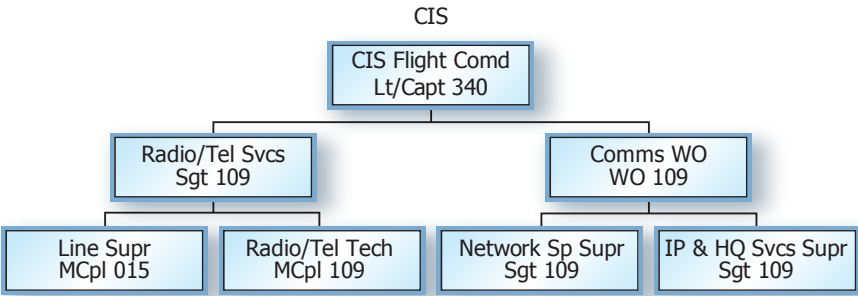 CIS
CIS Flight Comd
Lt/Capt 340
Radio/Tel Svcs
Sgt 109
Comms WO
WO 109
Line Supr
MCpl 015
Radio/Tel Tech
MCpl 109
Network Sp Supr
Sgt 109
IP & HQ Svcs Supr
Sgt 109